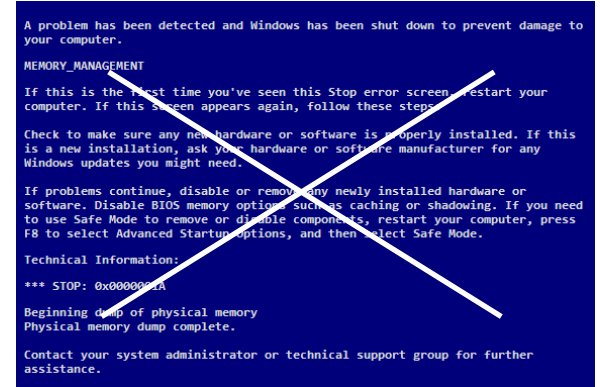 A problem has been detected and Windows has been shut down to prevent damage to
your computer.
MEMORY_MANAGEMENT
If this is the first time you've seen this Stop error screen, restart your
computer. If this screen appears again, follow these steps
Check to make sure any new hardware or software is properly installed. If this
is a new installation, ask your hardware or software manufacturer for any
Windows updates you might need.
If problems continue, disable or remove any newly installed hardware or
software. Disable BIOS memory options such as caching or shadowing. If you need
to use Safe Mode to remove or disable components, restart your computer, press
F8 to select Advanced Startup Options, and then select Safe Mode.
Technical Information:
*** STOP: 0x0000001A
Beginning dump of physical memory
Physical memory dump complete.
Contact your system administrator or technical support group for further
assistance.